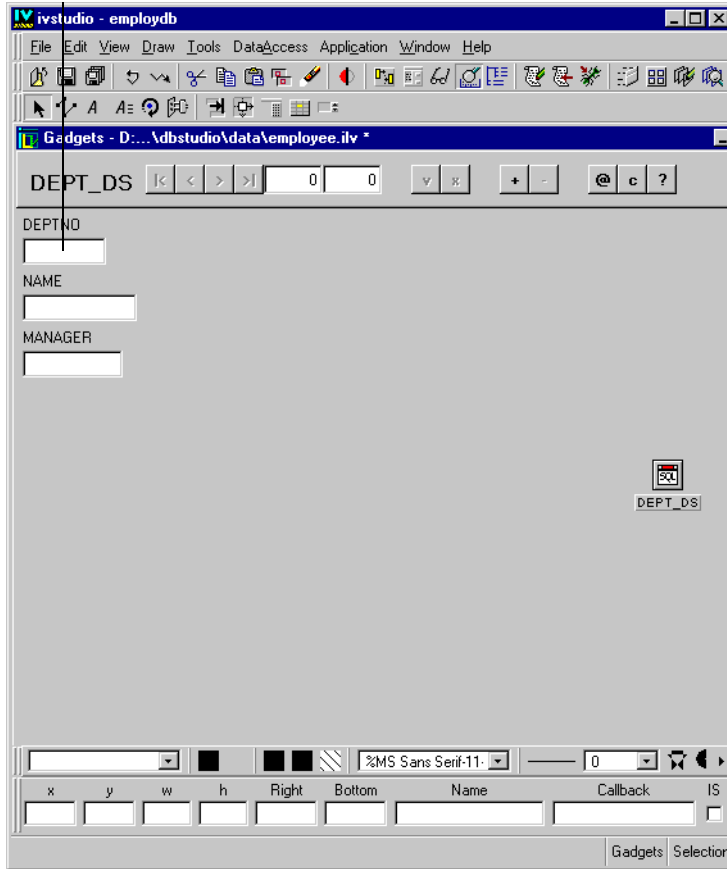 ivstudio - employdb
File Edit View Draw Tools DataAccess Application Window Help
A A
Gadgets - D:...\dbstudio\data\employee.ilv *
DEPT_DS |< < > >| 0 0 v x + - @ c ?
DEPTNO
NAME
MANAGER
SQL
DEPT_DS
%MS Sans Serif-11- 0
x y w h Right Bottom Name Callback IS
Gadgets Selection